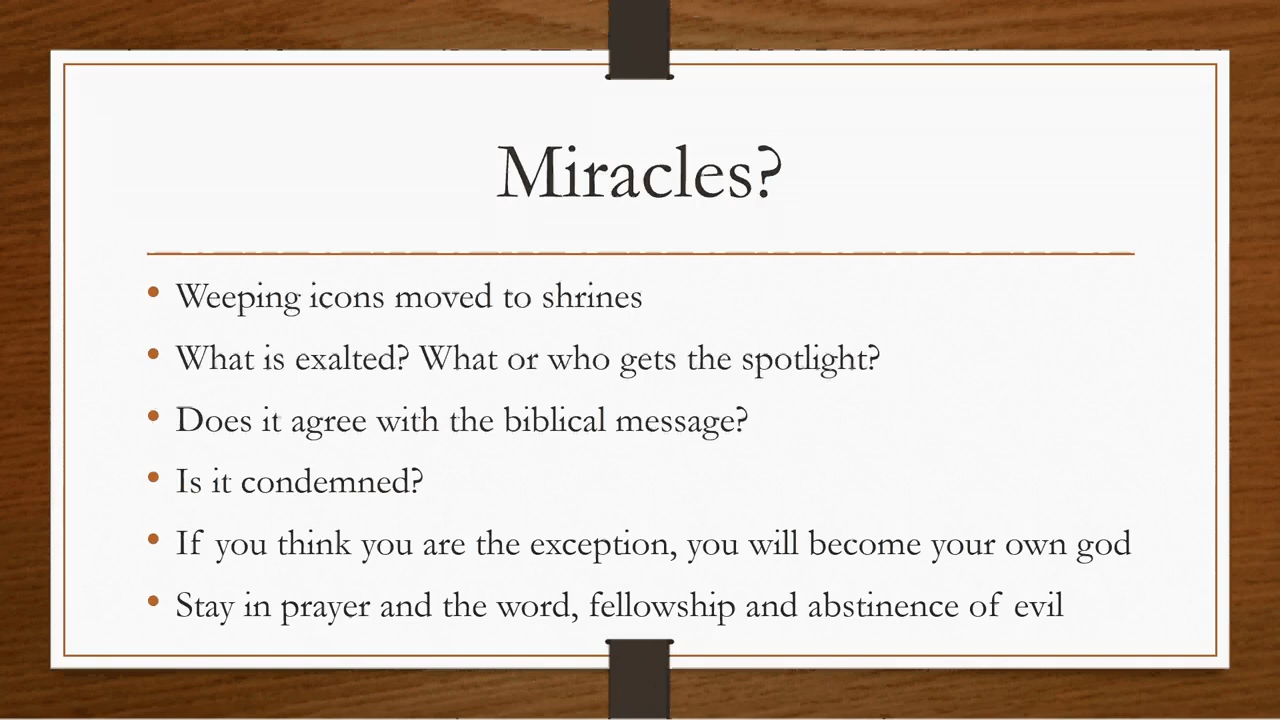 Miracles?
• Weeping icons moved to shrines
• What is exalted? What or who gets the spotlight?
• Does it agree with the biblical message?
• Is it condemned?
• If you think you are the exception, you will become your own god
• Stay in prayer and the word, fellowship and abstinence of evil